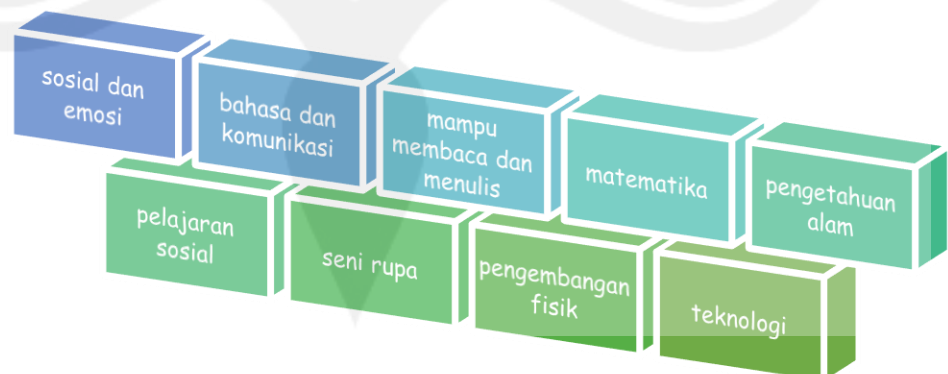 sosial dan
emosi
bahasa dan
komunikasi
mampu
membaca dan
menulis
matematika
pengetahuan
alam
pelajaran
sosial
seni rupa
pengembangan
fisik
teknologi